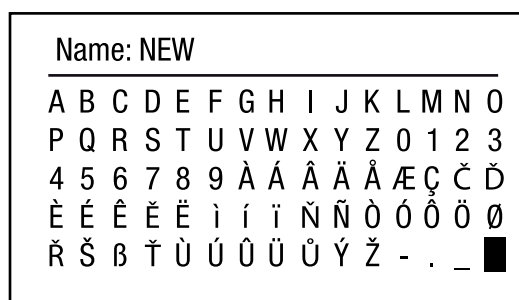 Name: NEW
A B C D E F G H I J K L M N O
P Q R S T U V W X Y Z 0 1 2 3
4 5 6 7 8 9 À Á Â Ä Å Æ Ç Č Ď
È É Ê Ě Ë ì í ï Ň Ñ Ò Ó Ô Ö Ø
Ř Š ß Ť Ù Ú Û Ü Ů Ý Ž - . _ █